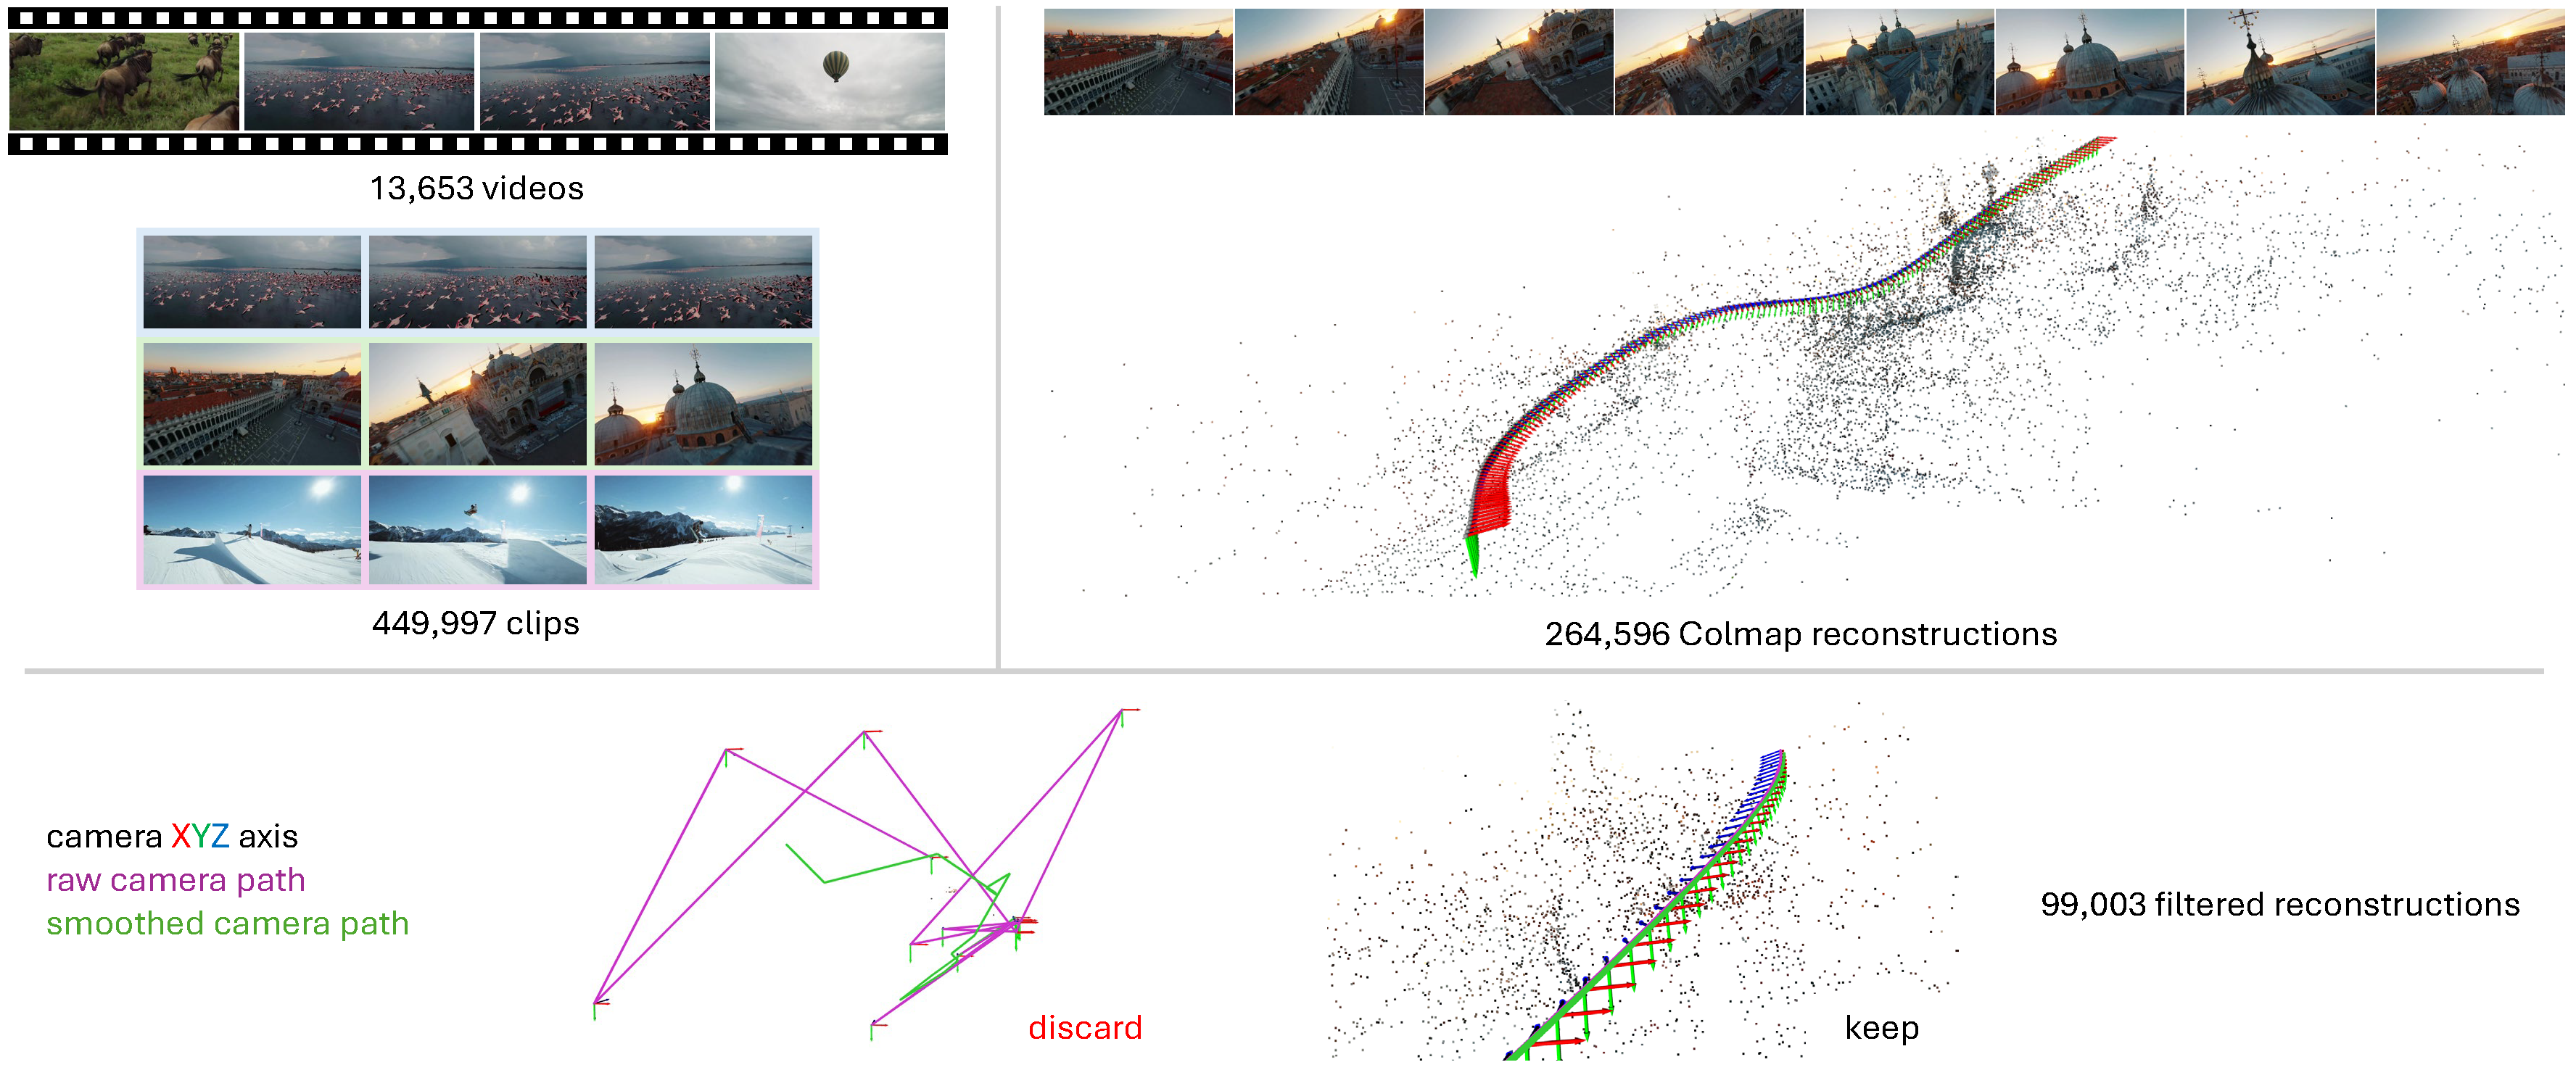 13,653 videos
449,997 clips
264,596 Colmap reconstructions
camera XYZ axis
raw camera path
smoothed camera path
discard
keep
99,003 filtered reconstructions